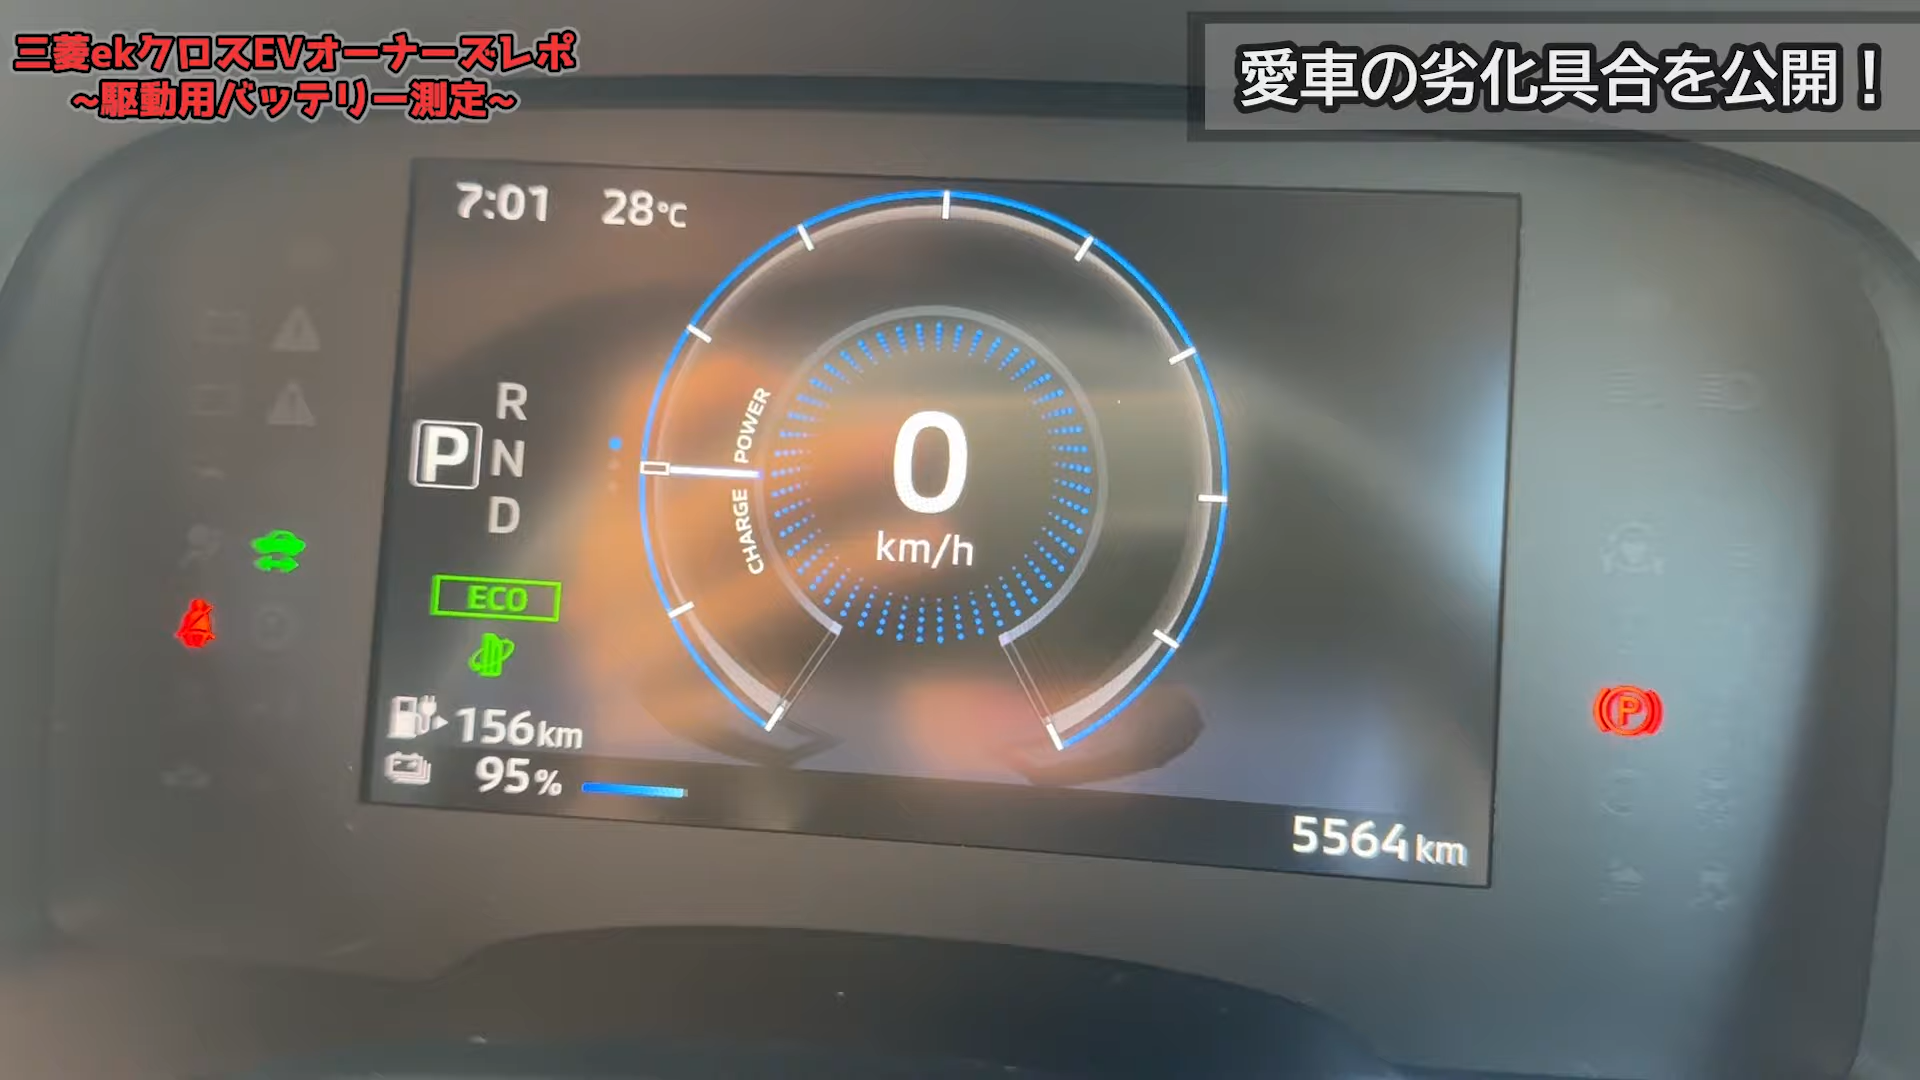 三菱ekクロスEVオーナーズレポ
~駆動用バッテリー測定~
愛車の劣化具合を公開！
7:01 28℃
R
P N
D
POWER
CHARGE
0
km/h
ECO
156km
95%
5564km
P